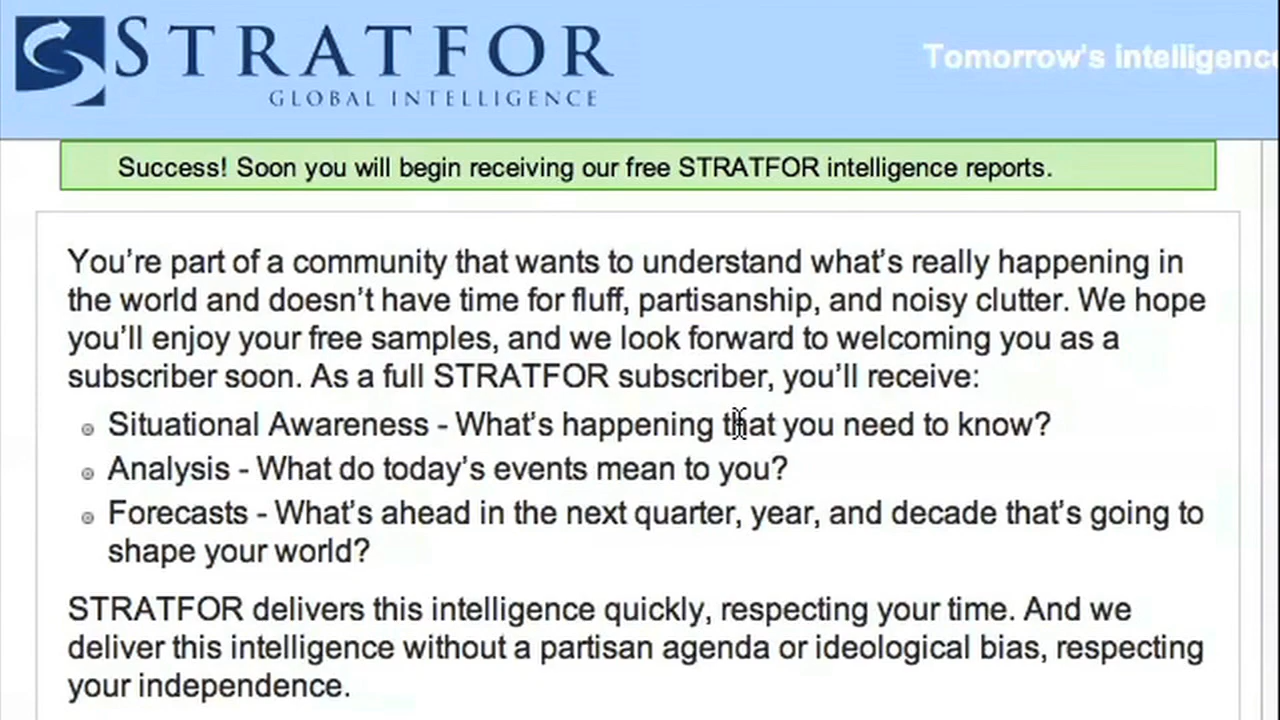 STRATFOR
GLOBAL INTELLIGENCE
Tomorrow's intelligence
Success! Soon you will begin receiving our free STRATFOR intelligence reports.
You’re part of a community that wants to understand what’s really happening in
the world and doesn’t have time for fluff, partisanship, and noisy clutter. We hope
you’ll enjoy your free samples, and we look forward to welcoming you as a
subscriber soon. As a full STRATFOR subscriber, you’ll receive:
Situational Awareness - What’s happening that you need to know?
Analysis - What do today’s events mean to you?
Forecasts - What’s ahead in the next quarter, year, and decade that’s going to
shape your world?
STRATFOR delivers this intelligence quickly, respecting your time. And we
deliver this intelligence without a partisan agenda or ideological bias, respecting
your independence.